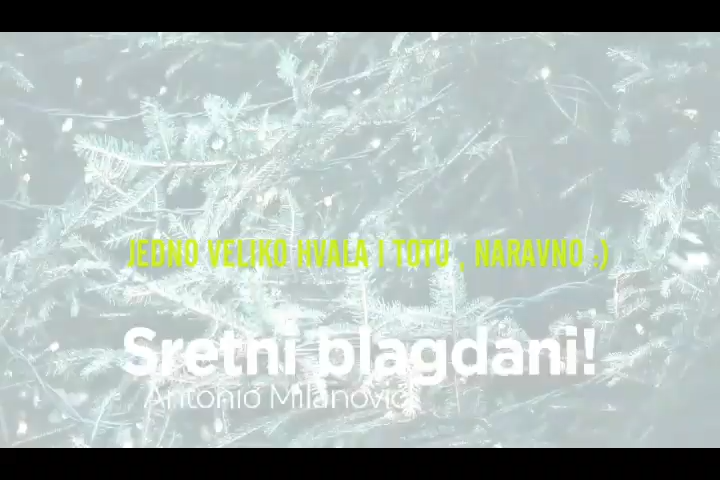 JEDNO VELIKO HVALA I TOTU , NARAVNO :)
Sretni blagdani!
Antonio Milanović